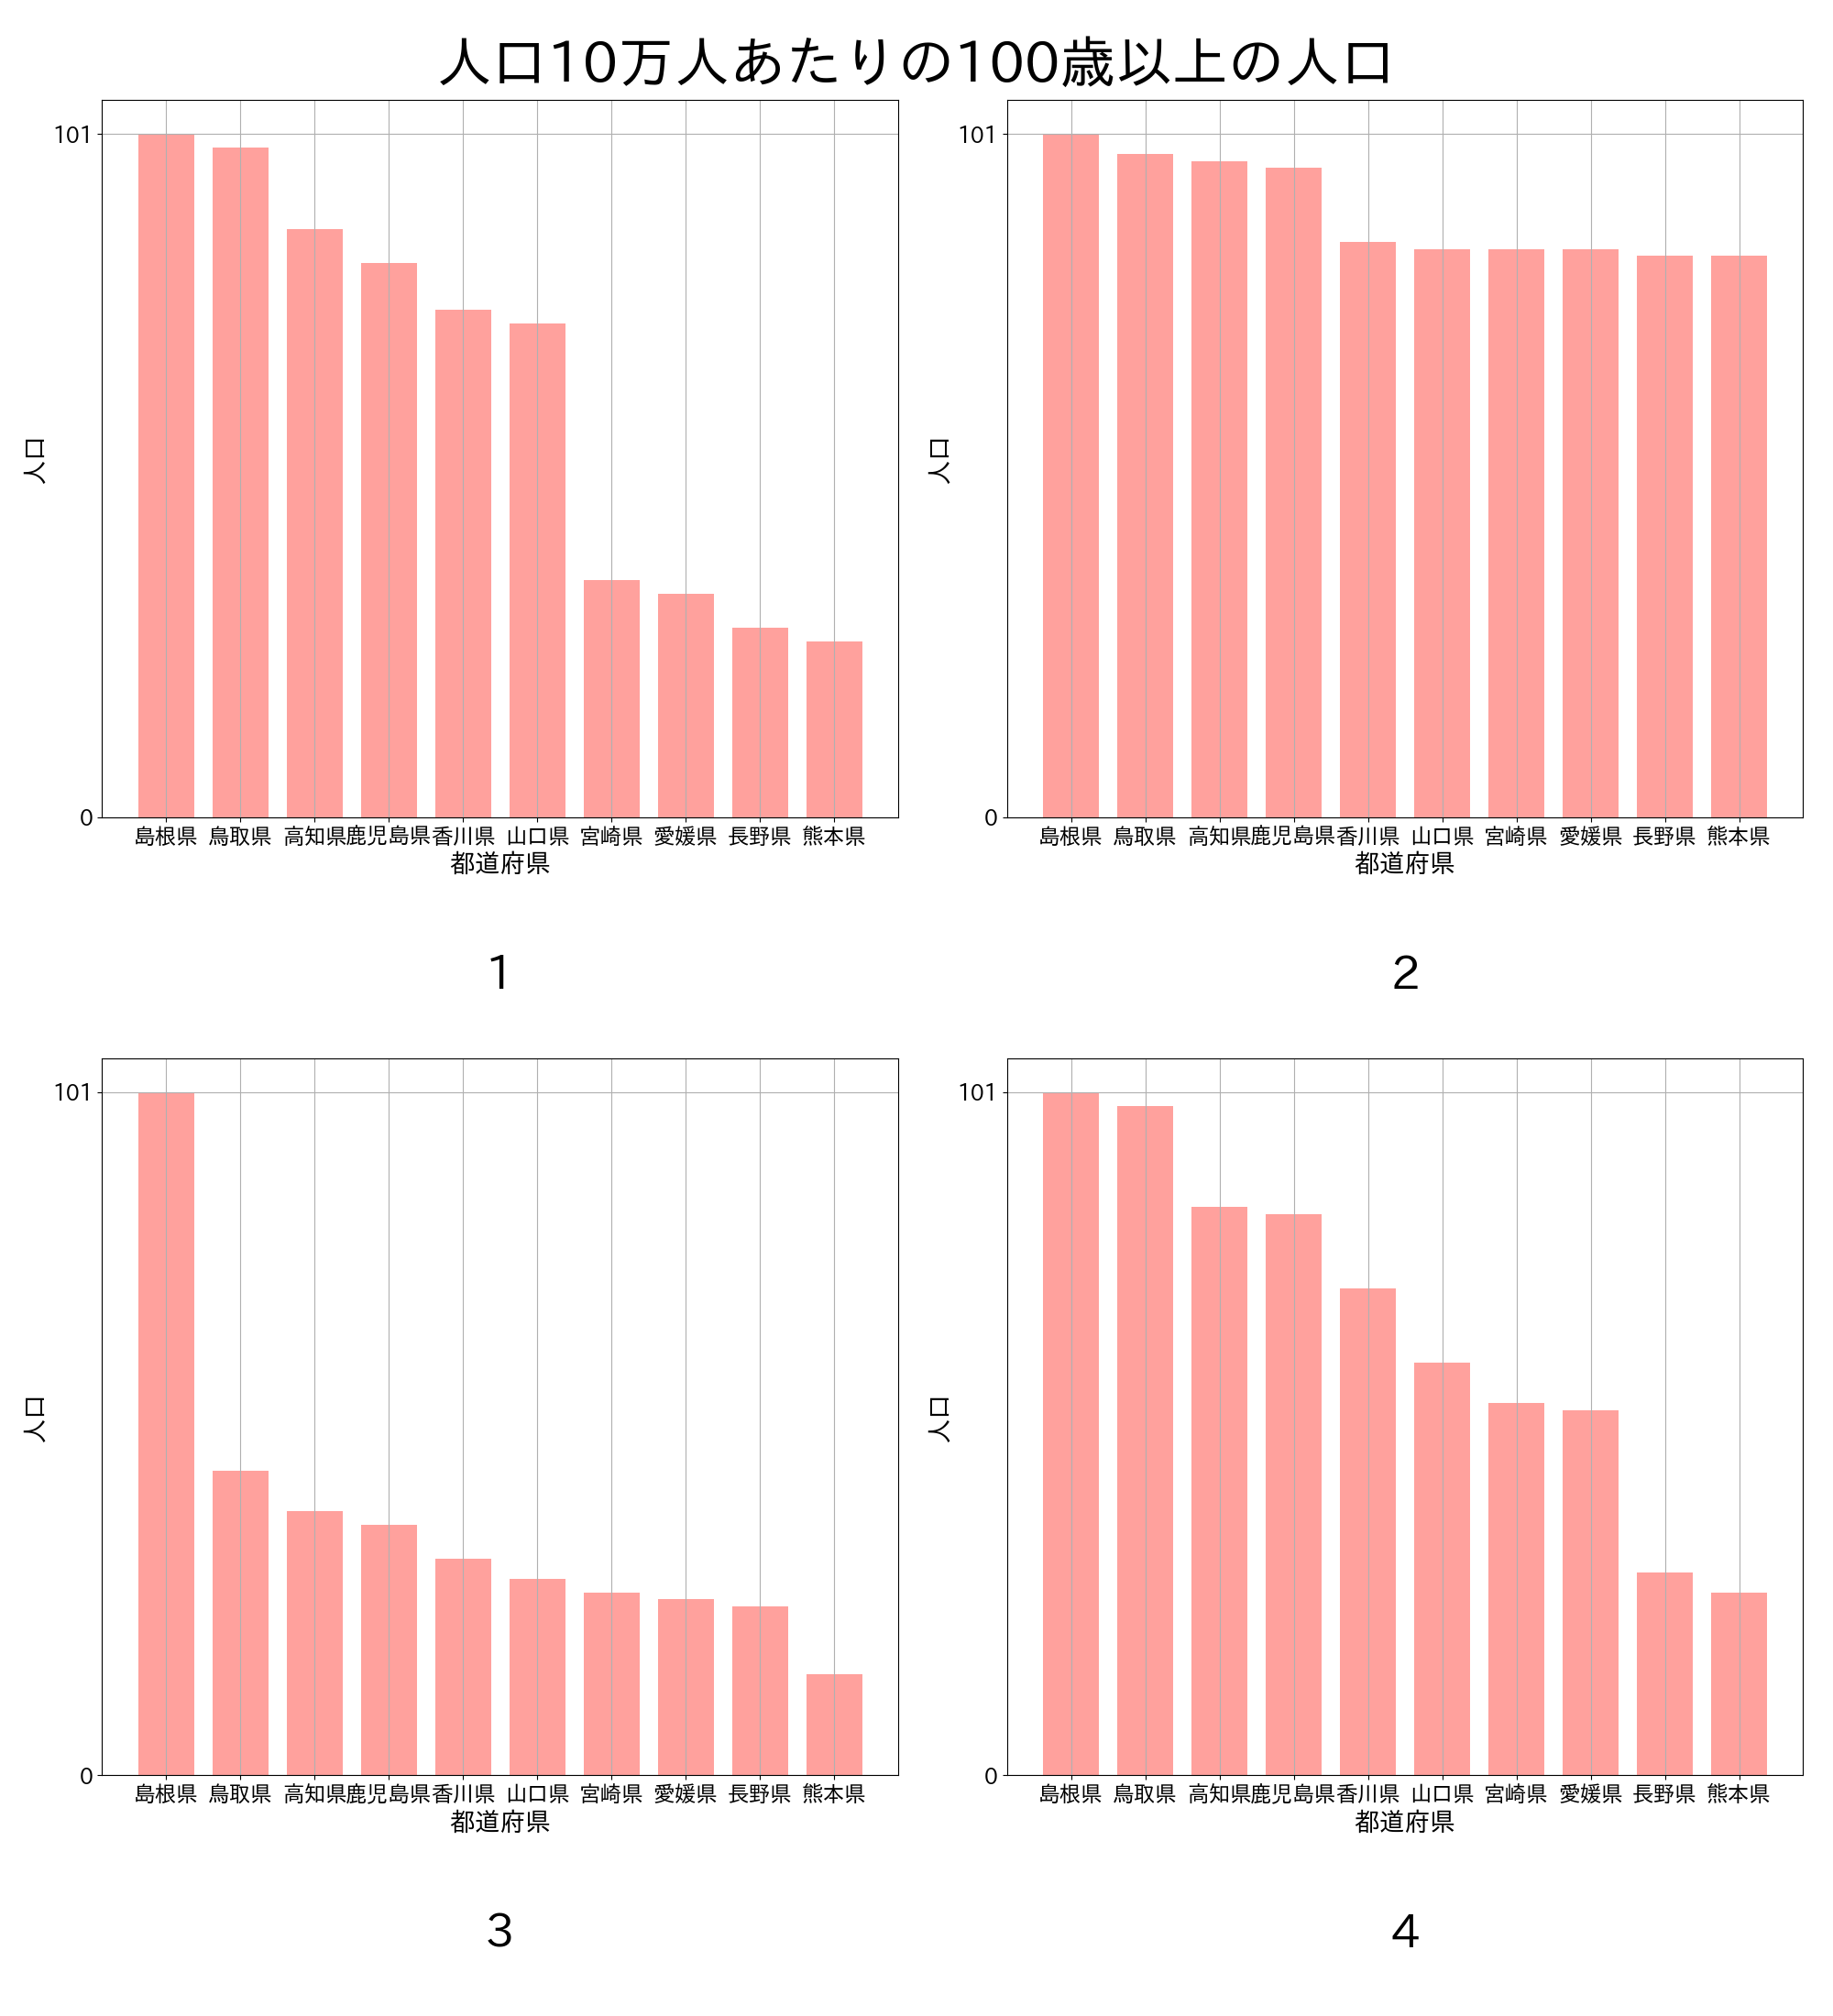 人口10万人あたりの100歳以上の人口
101
0
人口
島根県 鳥取県 高知県 鹿児島県 香川県 山口県 宮崎県 愛媛県 長野県 熊本県
都道府県
1
101
0
人口
島根県 鳥取県 高知県 鹿児島県 香川県 山口県 宮崎県 愛媛県 長野県 熊本県
都道府県
2
101
0
人口
島根県 鳥取県 高知県 鹿児島県 香川県 山口県 宮崎県 愛媛県 長野県 熊本県
都道府県
3
101
0
人口
島根県 鳥取県 高知県 鹿児島県 香川県 山口県 宮崎県 愛媛県 長野県 熊本県
都道府県
4